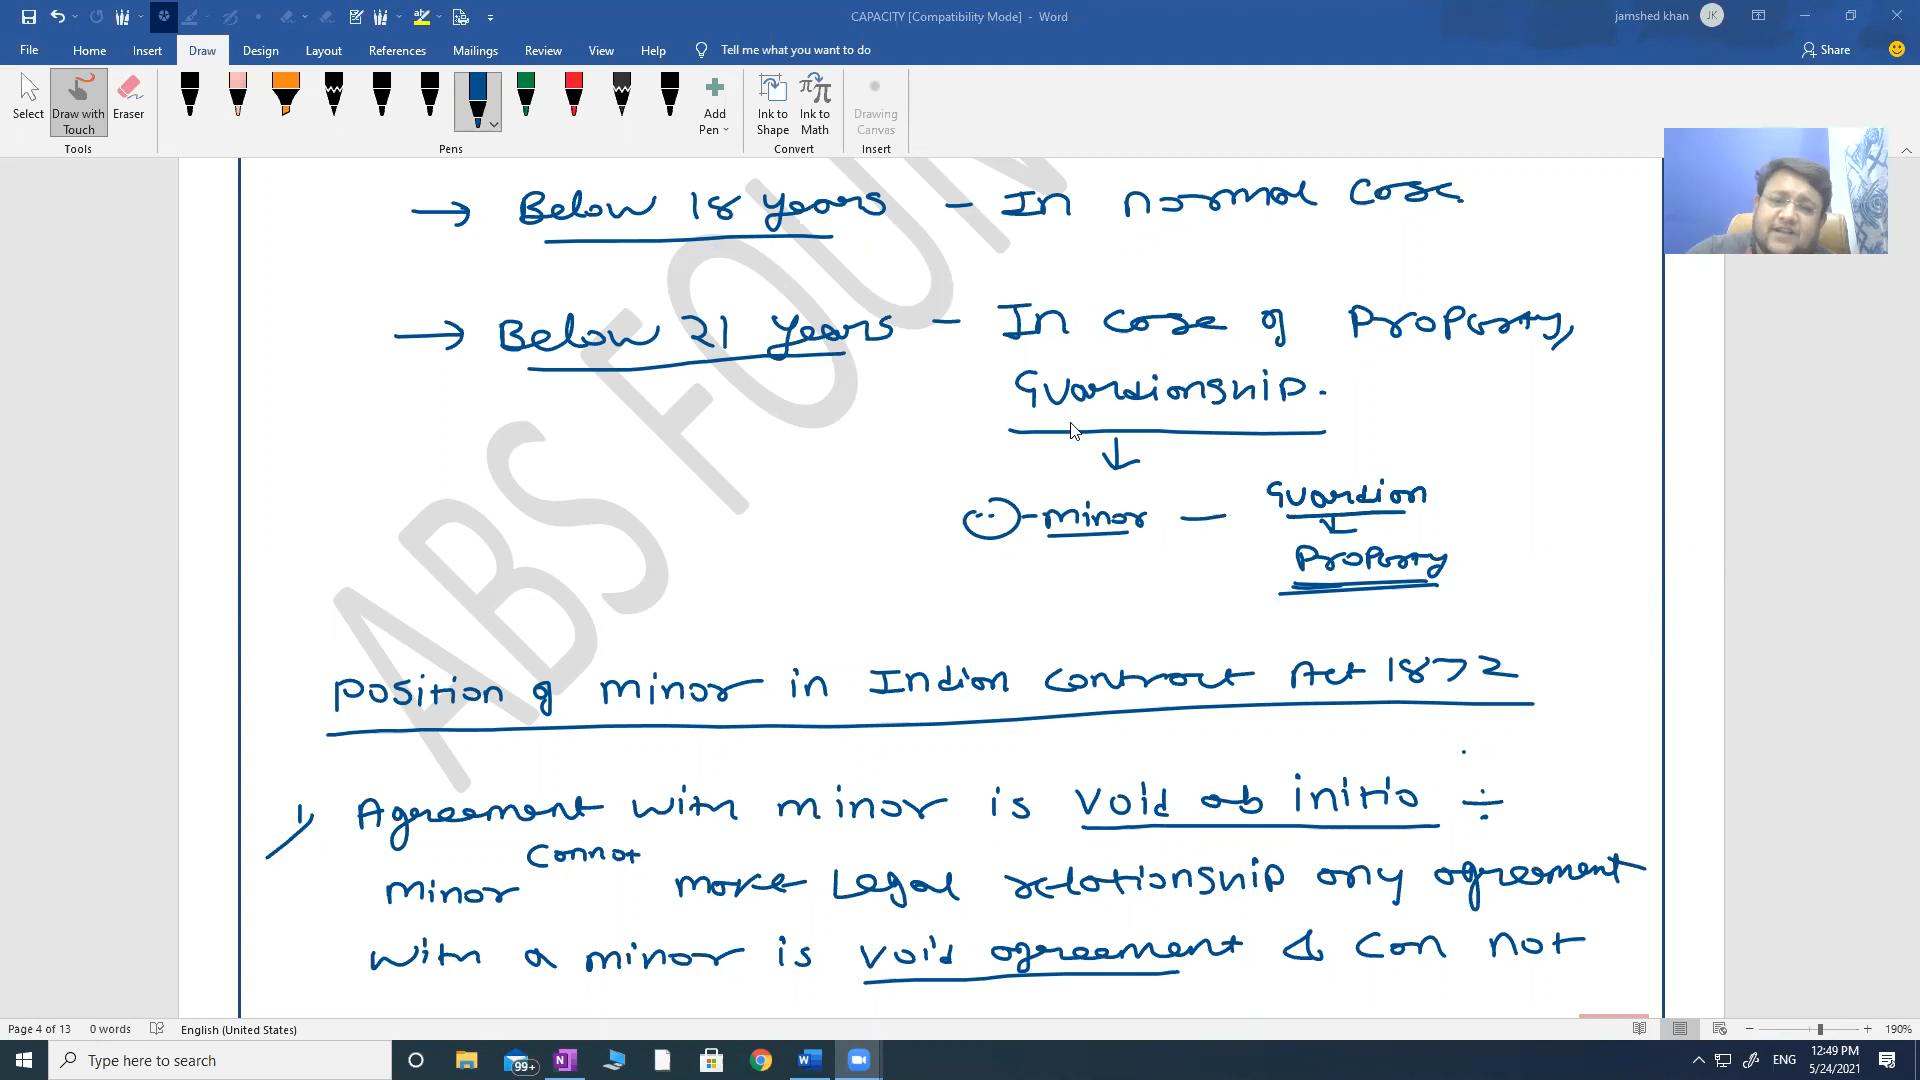 CAPACITY [Compatibility Mode] - Word
jamshed khan JK
File Home Insert Draw Design Layout References Mailings Review View Help Tell me what you want to do Share
Select Draw with Touch Eraser Add Pen Ink to Shape Ink to Math Drawing Canvas
Tools Pens Convert Insert
ABS FOUN
→ Below 18 years - In normal case
→ Below 21 years - In case of Property,
Guardianship.
minor - Guardian
Property
Position of minor in Indian Contract Act 1872
1, Agreement with minor is void ab initio ÷
cannot
minor make Legal relationship any agreement
with a minor is void agreement & can not
Page 4 of 13 0 words English (United States) 190%
Type here to search 99+ ENG 12:49 PM
5/24/2021